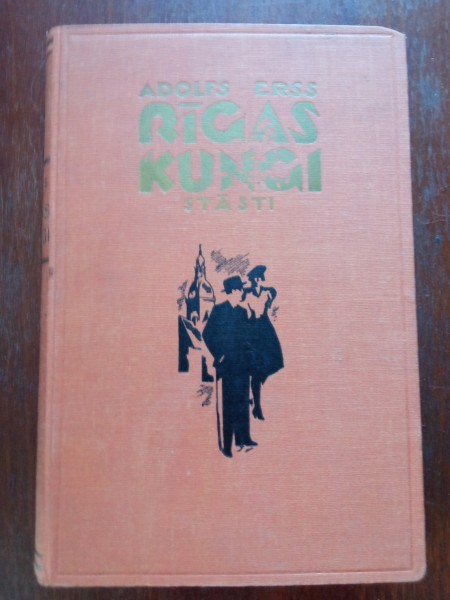 ADOLFS ERSS
RĪGAS
KUNGI
STĀSTI